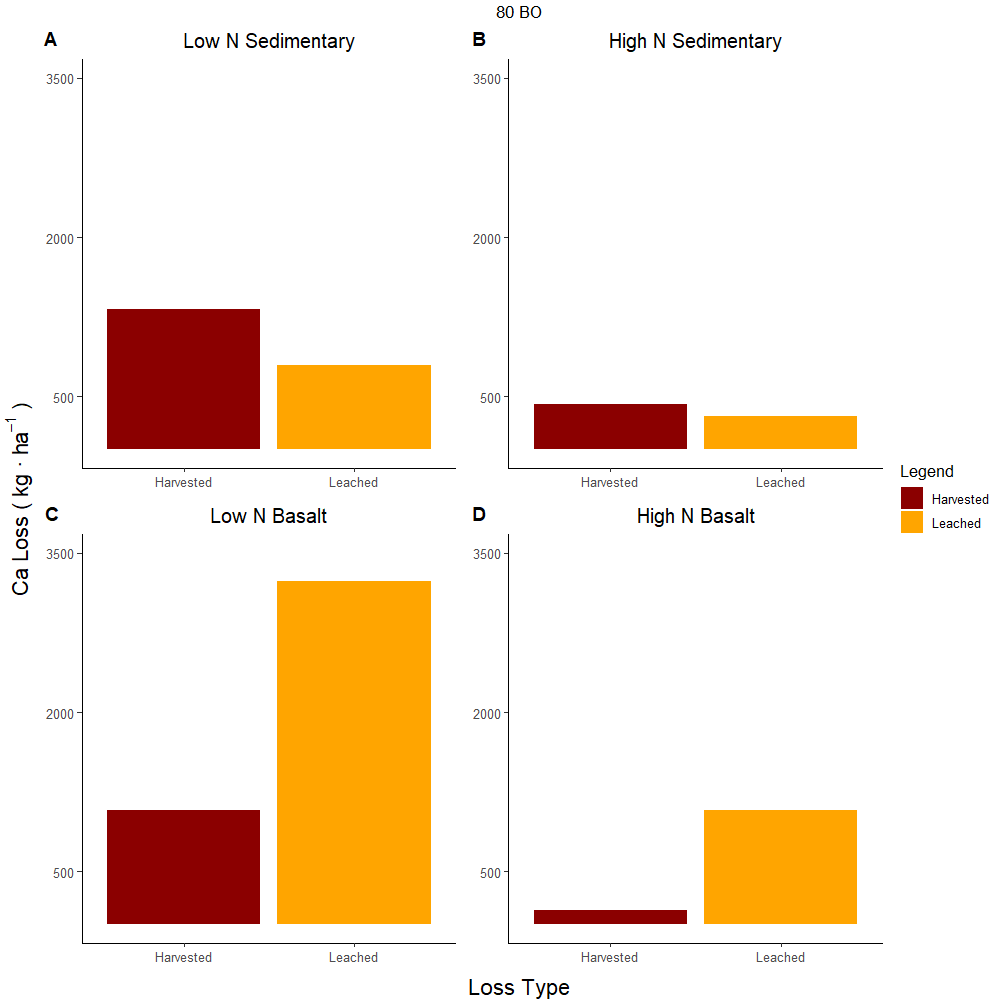 80 BO
A
Low N Sedimentary
3500
2000
500
Harvested Leached
B
High N Sedimentary
3500
2000
500
Harvested Leached
C
Low N Basalt
3500
2000
500
Harvested Leached
D
High N Basalt
3500
2000
500
Harvested Leached
Ca Loss ( kg · ha⁻¹ )
Loss Type
Legend
Harvested
Leached